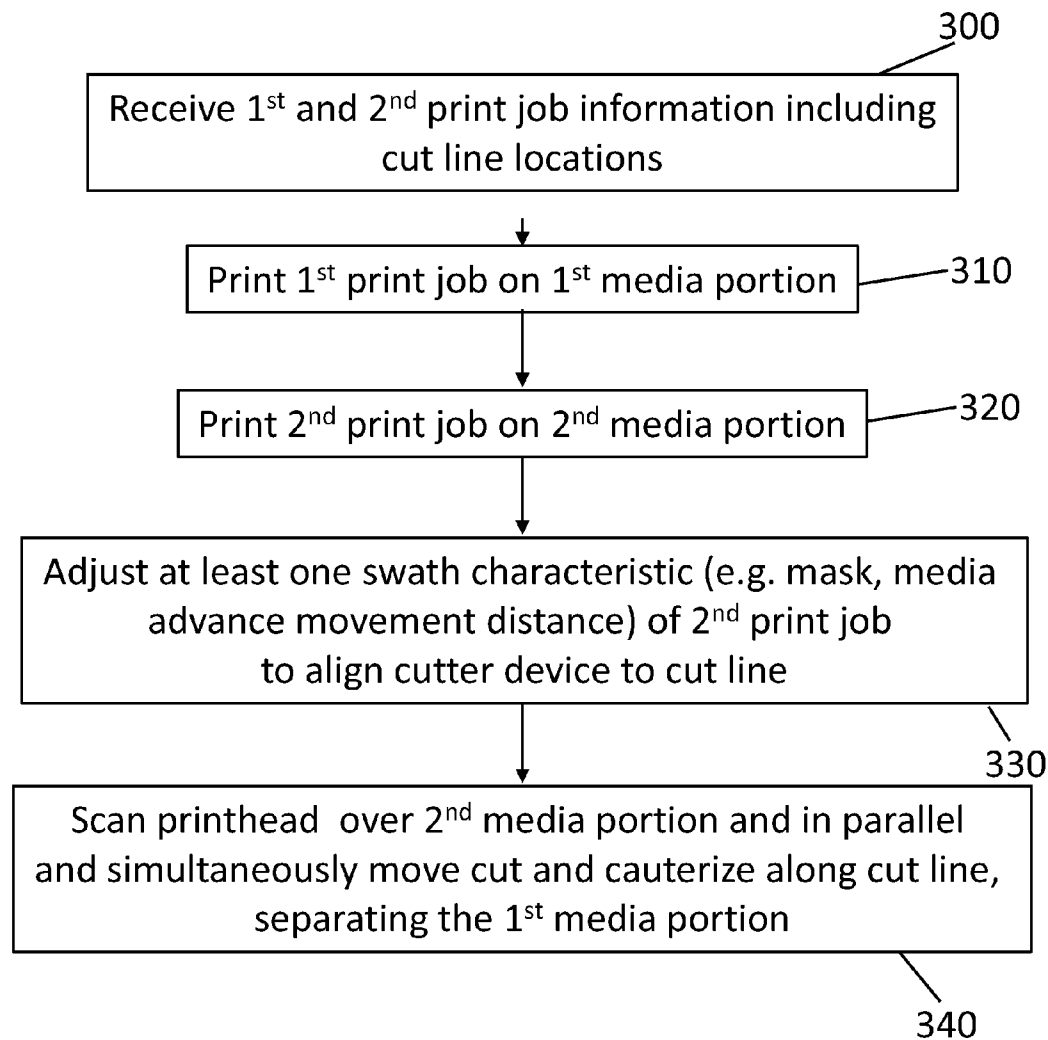 300
Receive 1st and 2nd print job information including
cut line locations
Print 1st print job on 1st media portion
310
Print 2nd print job on 2nd media portion
320
Adjust at least one swath characteristic (e.g. mask, media
advance movement distance) of 2nd print job
to align cutter device to cut line
330
Scan printhead over 2nd media portion and in parallel
and simultaneously move cut and cauterize along cut line,
separating the 1st media portion
340